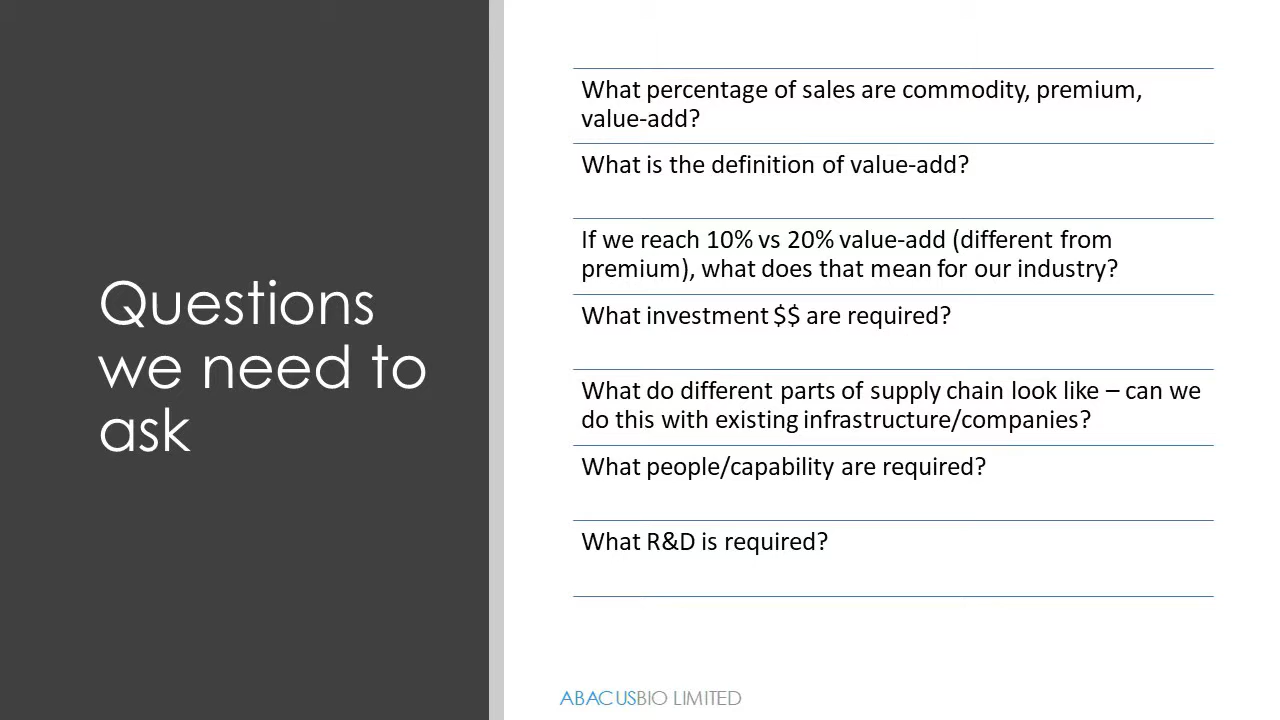 Questions
we need to
ask
What percentage of sales are commodity, premium,
value-add?
What is the definition of value-add?
If we reach 10% vs 20% value-add (different from
premium), what does that mean for our industry?
What investment $$ are required?
What do different parts of supply chain look like – can we
do this with existing infrastructure/companies?
What people/capability are required?
What R&D is required?
ABACUSBIO LIMITED